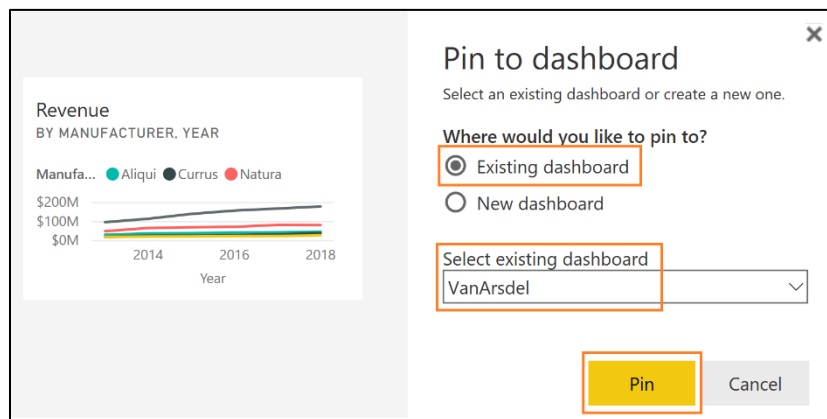 Revenue
BY MANUFACTURER, YEAR
Manufa... Aliqui Currus Natura
$200M
$100M
$0M
2014 2016 2018
Year
Pin to dashboard
Select an existing dashboard or create a new one.
Where would you like to pin to?
Existing dashboard
New dashboard
Select existing dashboard
VanArsdel
Pin Cancel